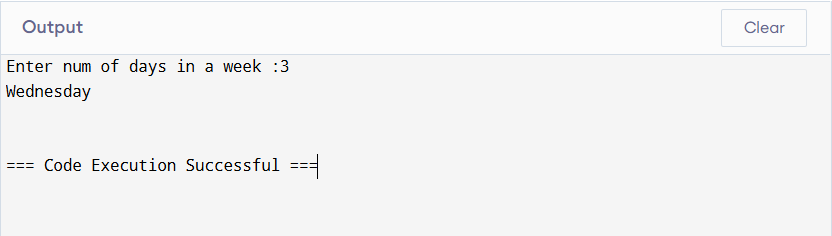 Output
Clear
Enter num of days in a week :3
Wednesday
=== Code Execution Successful ===